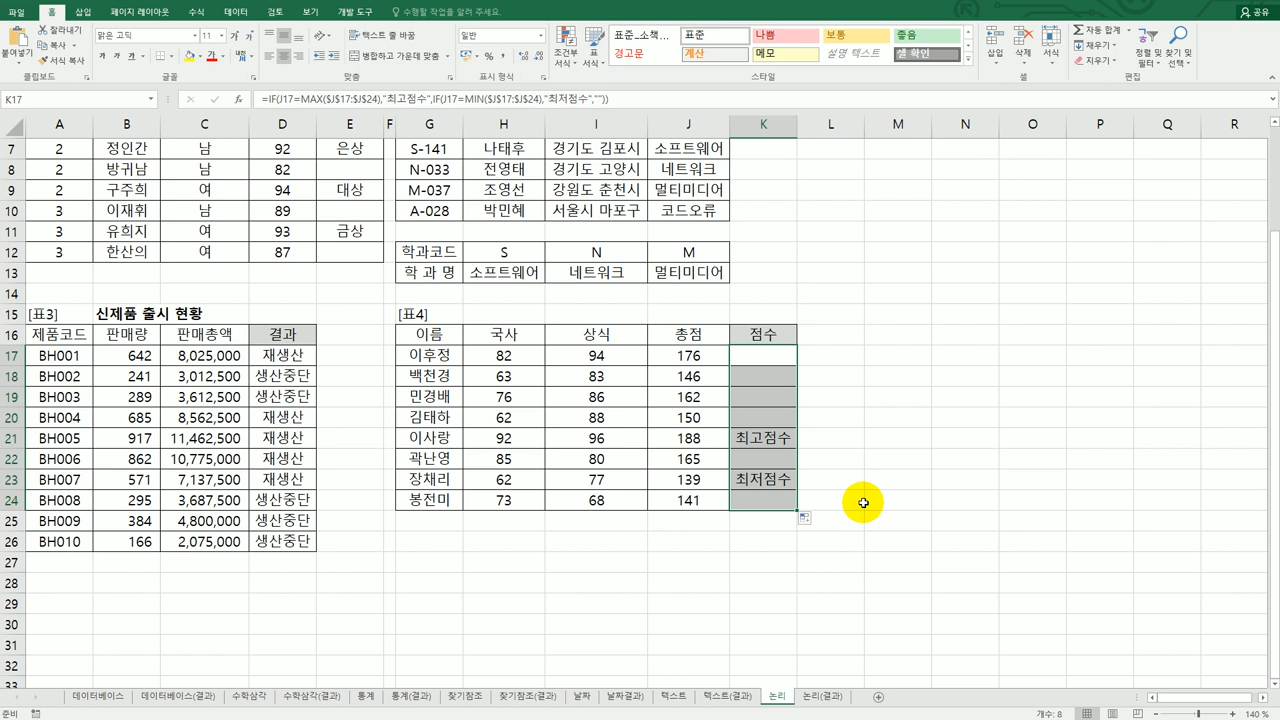 파일 홈 삽입 페이지 레이아웃 수식 데이터 검토 보기 개발 도구 수행할 작업을 알려 주세요. 공유
붙여넣기 잘라내기 복사 서식 복사 클립보드
맑은 고딕 11 가 가 가 가 가 글꼴
텍스트 줄 바꿈 병합하고 가운데 맞춤 맞춤
일반 % 표시 형식
조건부 서식 표 서식 표준_소책... 표준 나쁨 보통 좋음
경고문 계산 메모 설명 텍스트 셀 확인 스타일
삽입 삭제 서식 셀
자동 합계 채우기 지우기 정렬 및 필터 찾기 및 선택 편집
K17 fx =IF(J17=MAX($J$17:$J$24),"최고점수",IF(J17=MIN($J$17:$J$24),"최저점수",""))
A B C D E F G H I J K L M N O P Q R
7 2 정인간 남 92 은상 S-141 나태후 경기도 김포시 소프트웨어
8 2 방귀남 남 82 N-033 전영태 경기도 고양시 네트워크
9 2 구주희 여 94 대상 M-037 조영선 강원도 춘천시 멀티미디어
10 3 이재휘 남 89 A-028 박민혜 서울시 마포구 코드오류
11 3 유희지 여 93 금상
12 3 한산의 여 87 학과코드 S N M
13 학 과 명 소프트웨어 네트워크 멀티미디어
14
15 [표3] 신제품 출시 현황 [표4]
16 제품코드 판매량 판매총액 결과 이름 국사 상식 총점 점수
17 BH001 642 8,025,000 재생산 이후정 82 94 176
18 BH002 241 3,012,500 생산중단 백천경 63 83 146
19 BH003 289 3,612,500 생산중단 민경배 76 86 162
20 BH004 685 8,562,500 재생산 김태하 62 88 150
21 BH005 917 11,462,500 재생산 이사랑 92 96 188 최고점수
22 BH006 862 10,775,000 재생산 곽난영 85 80 165
23 BH007 571 7,137,500 재생산 장채리 62 77 139 최저점수
24 BH008 295 3,687,500 생산중단 봉전미 73 68 141
25 BH009 384 4,800,000 생산중단
26 BH010 166 2,075,000 생산중단
27
28
29
30
31
32
33
데이터베이스 데이터베이스(결과) 수학삼각 수학삼각(결과) 통계 통계(결과) 찾기참조 찾기참조(결과) 날짜 날짜(결과) 텍스트 텍스트(결과) 논리 논리(결과)
준비 개수: 8 140 %